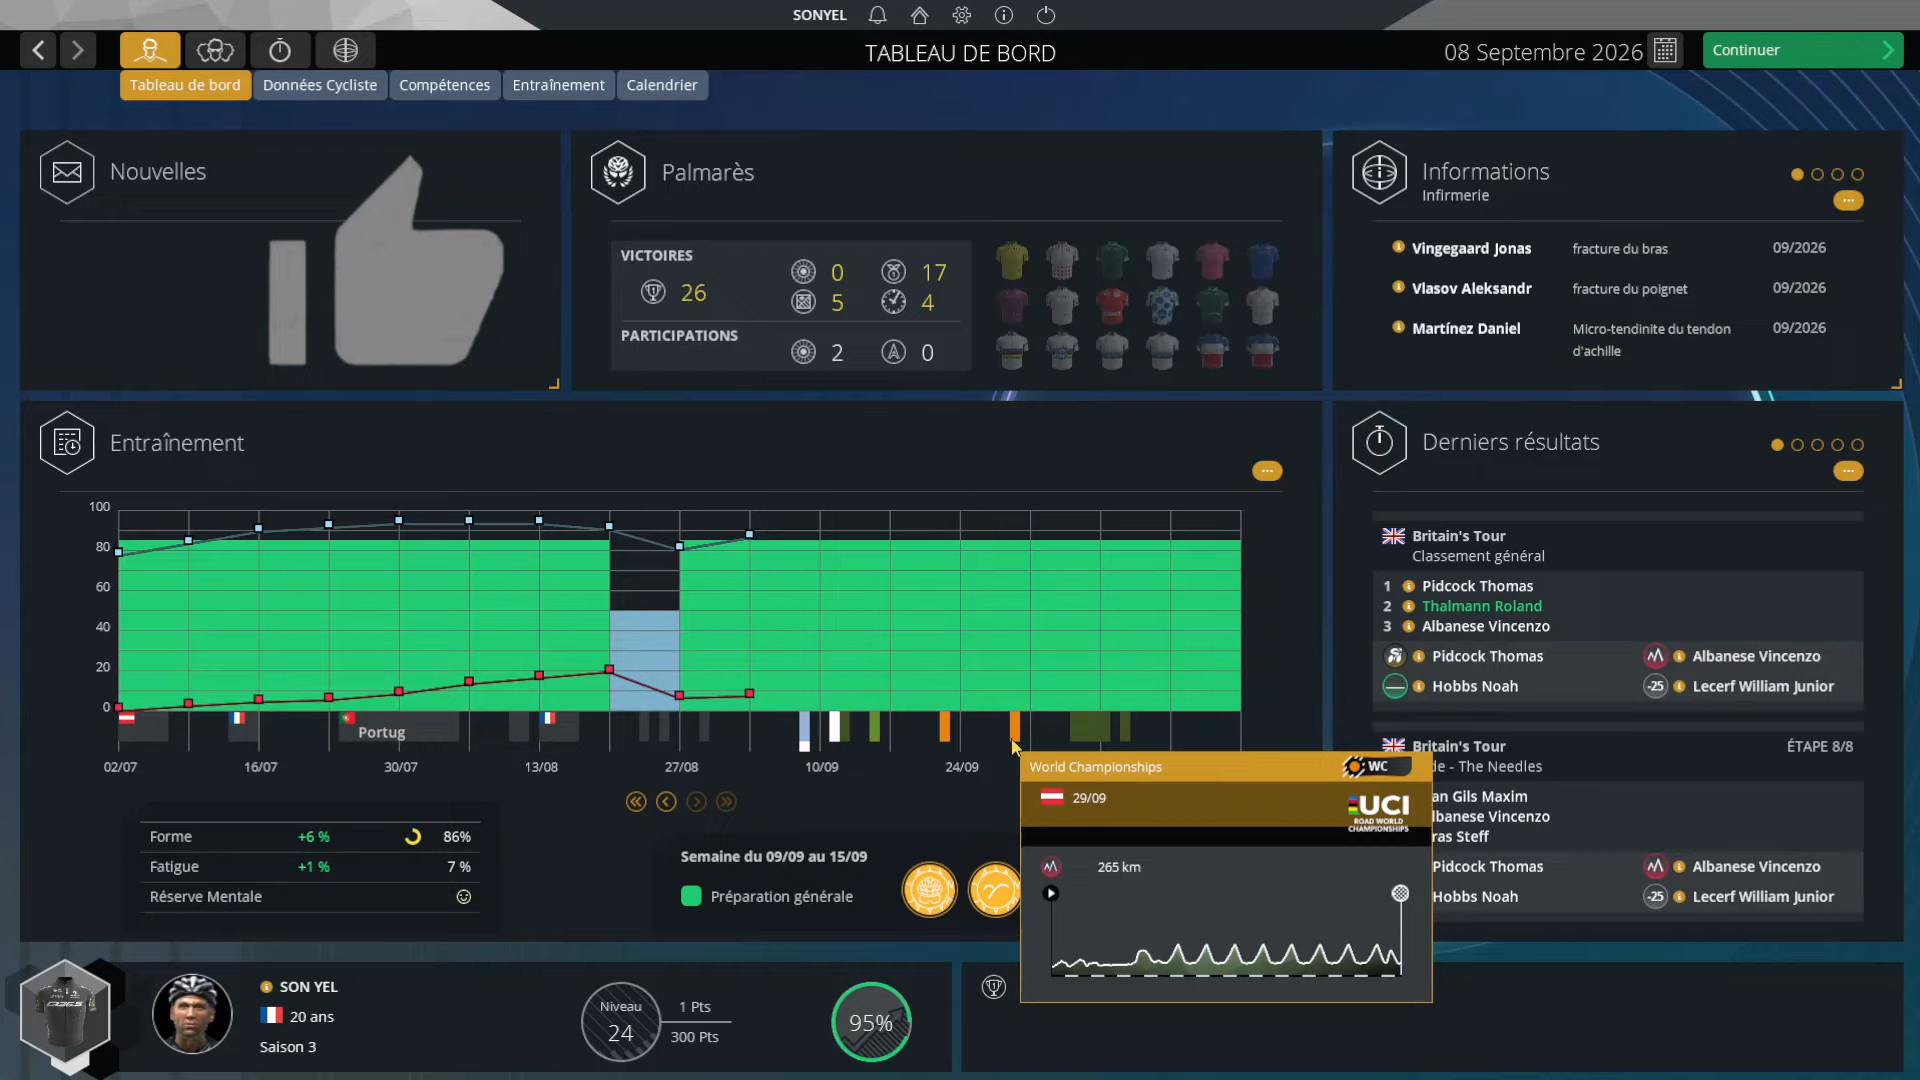 SONYEL
TABLEAU DE BORD
08 Septembre 2026
Continuer
Tableau de bord
Données Cycliste
Compétences
Entraînement
Calendrier
Nouvelles
Palmarès
VICTOIRES
26
0
17
5
4
PARTICIPATIONS
2
0
Informations
Infirmerie
Vingegaard Jonas fracture du bras 09/2026
Vlasov Aleksandr fracture du poignet 09/2026
Martínez Daniel Micro-tendinite du tendon 09/2026
d'achille
Entraînement
100
80
60
40
20
0
Portug
02/07 16/07 30/07 13/08 27/08 10/09 24/09
Forme +6 % 86%
Fatigue +1 % 7 %
Réserve Mentale
Semaine du 09/09 au 15/09
Préparation générale
World Championships
WC
29/09
UCI
ROAD WORLD
CHAMPIONSHIPS
265 km
Derniers résultats
Britain's Tour
Classement général
1 Pidcock Thomas
2 Thalmann Roland
3 Albanese Vincenzo
Pidcock Thomas Albanese Vincenzo
Hobbs Noah -25 Lecerf William Junior
Britain's Tour ÉTAPE 8/8
de - The Needles
an Gils Maxim
lbanese Vincenzo
ras Steff
Pidcock Thomas Albanese Vincenzo
Hobbs Noah -25 Lecerf William Junior
SON YEL
20 ans
Saison 3
Niveau
24
1 Pts
300 Pts
95%